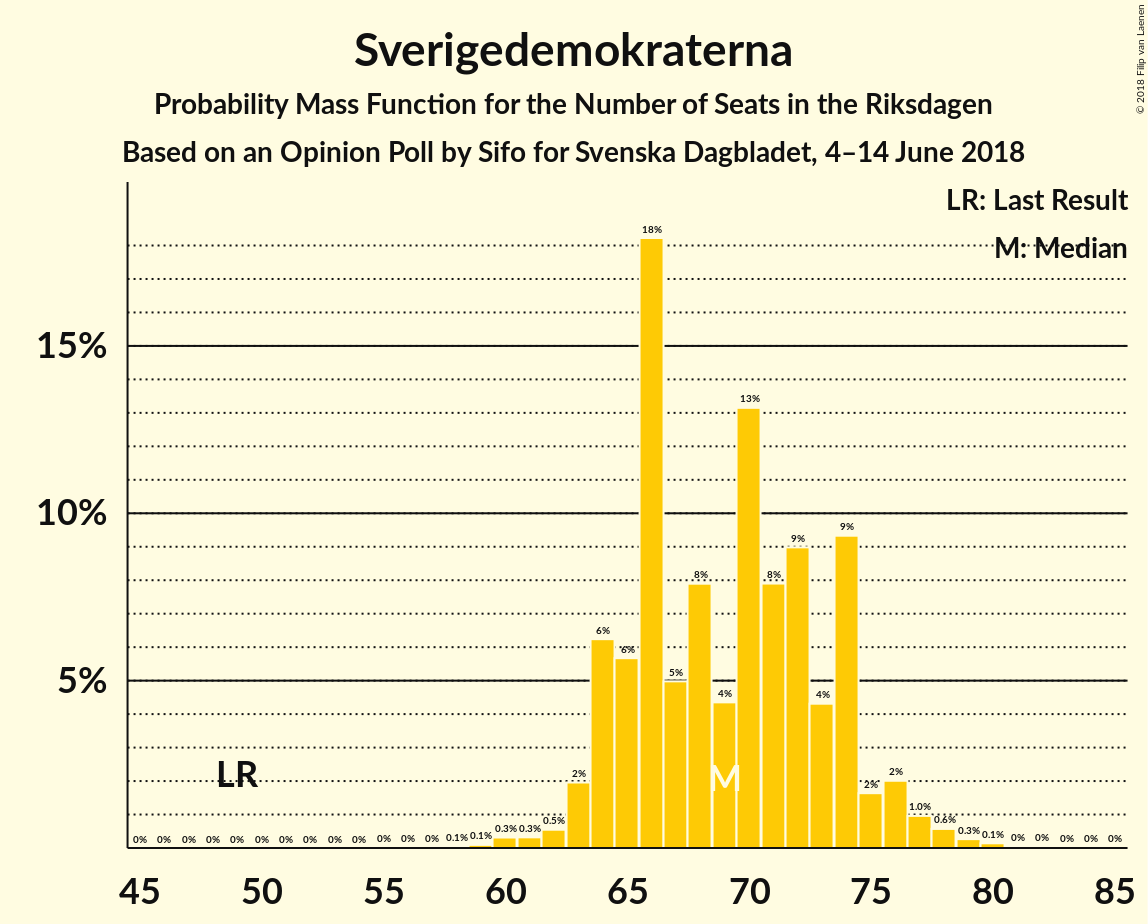 Sverigedemokraterna
Probability Mass Function for the Number of Seats in the Riksdagen
Based on an Opinion Poll by Sifo for Svenska Dagbladet, 4–14 June 2018
© 2018 Filip van Laenen
LR: Last Result
M: Median
15%
10%
5%
0% 0% 0% 0% 0% 0% 0% 0% 0% 0% 0% 0% 0% 0.1% 0.1% 0.3% 0.3% 0.5% 2% 6% 6% 18% 5% 8% 4% 13% 8% 9% 4% 9% 2% 2% 1.0% 0.6% 0.3% 0.1% 0% 0% 0% 0% 0%
LR M
45 50 55 60 65 70 75 80 85